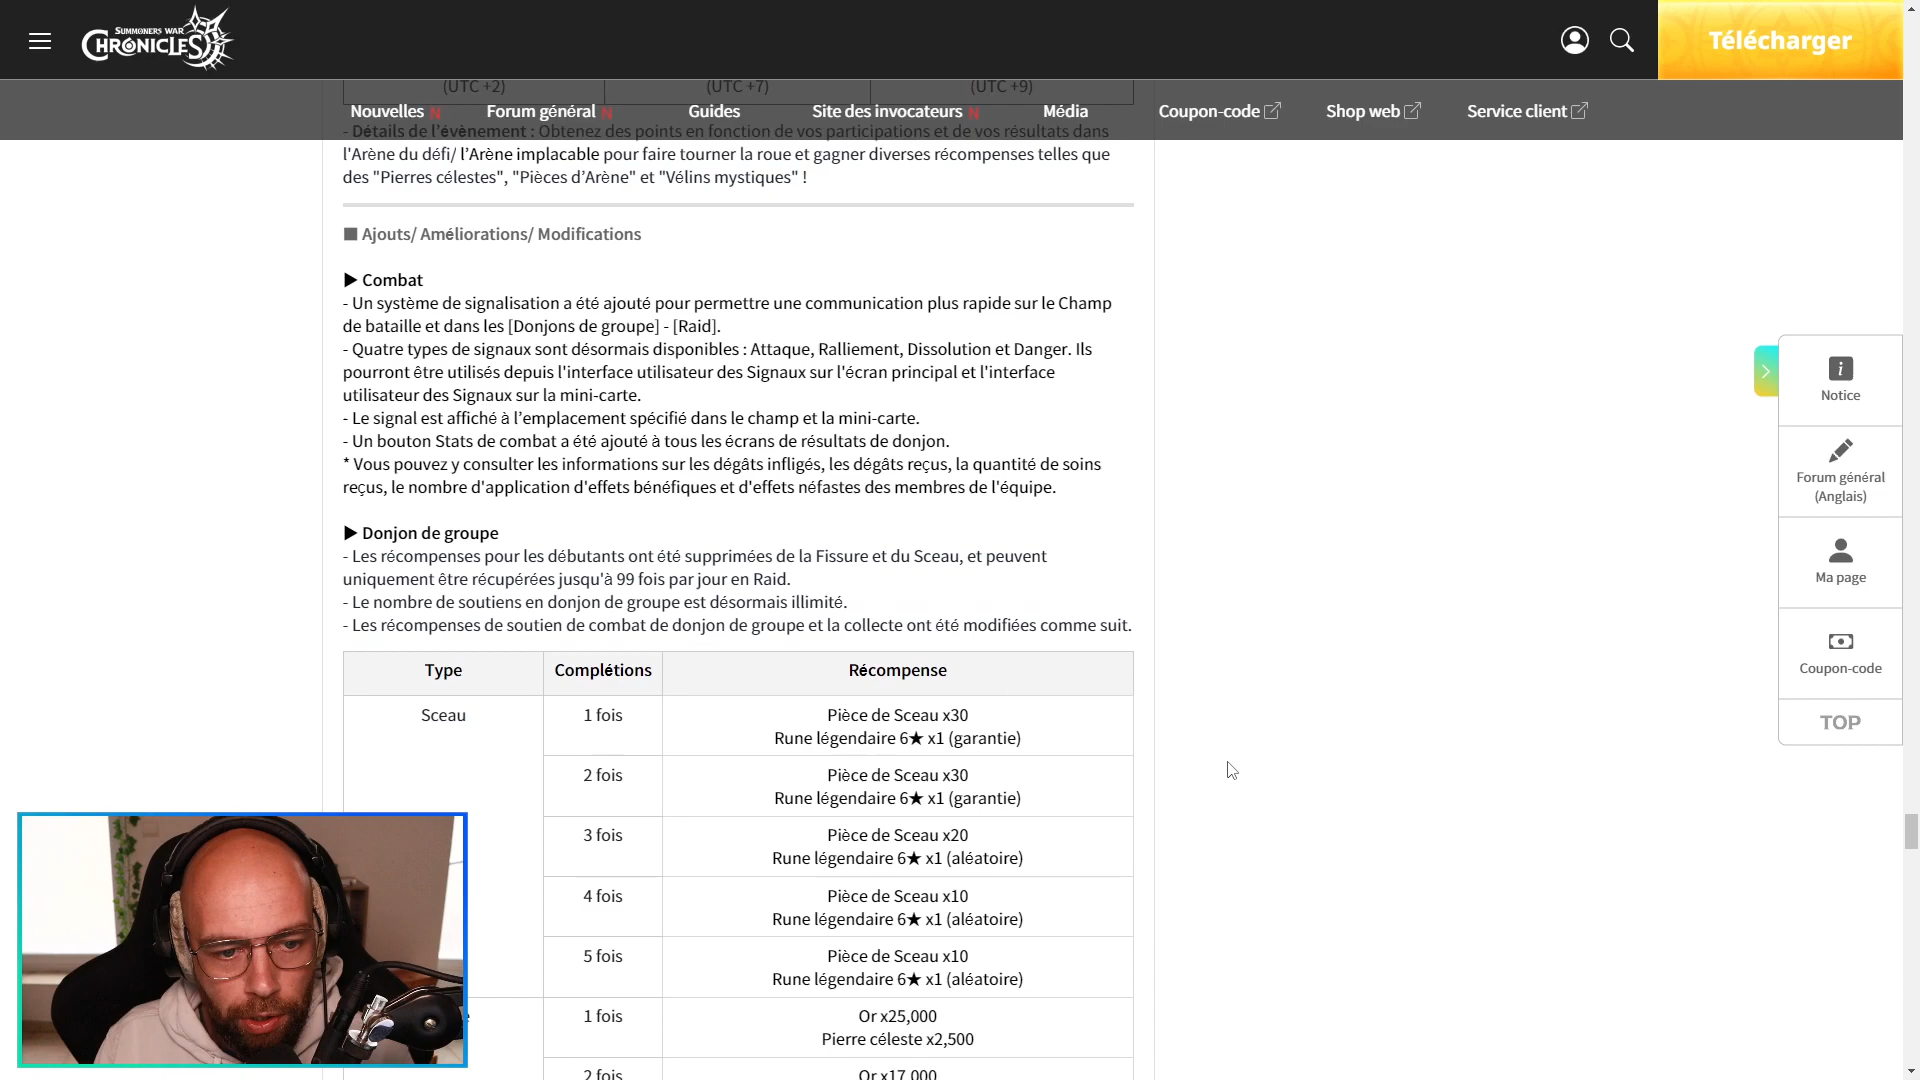 SUMMONERS WAR
CHRONICLES
Télécharger
(UTC +2) (UTC +7) (UTC +9)
Nouvelles N Forum général N Guides Site des invocateurs N Média Coupon-code Shop web Service client
- Détails de l'évènement : Obtenez des points en fonction de vos participations et de vos résultats dans
l'Arène du défi/ l'Arène implacable pour faire tourner la roue et gagner diverses récompenses telles que
des "Pierres célestes", "Pièces d'Arène" et "Vélins mystiques" !
■ Ajouts/ Améliorations/ Modifications
▶ Combat
- Un système de signalisation a été ajouté pour permettre une communication plus rapide sur le Champ
de bataille et dans les [Donjons de groupe] - [Raid].
- Quatre types de signaux sont désormais disponibles : Attaque, Ralliement, Dissolution et Danger. Ils
pourront être utilisés depuis l'interface utilisateur des Signaux sur l'écran principal et l'interface
utilisateur des Signaux sur la mini-carte.
- Le signal est affiché à l'emplacement spécifié dans le champ et la mini-carte.
- Un bouton Stats de combat a été ajouté à tous les écrans de résultats de donjon.
* Vous pouvez y consulter les informations sur les dégâts infligés, les dégâts reçus, la quantité de soins
reçus, le nombre d'application d'effets bénéfiques et d'effets néfastes des membres de l'équipe.
▶ Donjon de groupe
- Les récompenses pour les débutants ont été supprimées de la Fissure et du Sceau, et peuvent
uniquement être récupérées jusqu'à 99 fois par jour en Raid.
- Le nombre de soutiens en donjon de groupe est désormais illimité.
- Les récompenses de soutien de combat de donjon de groupe et la collecte ont été modifiées comme suit.
Type Complétions Récompense
Sceau 1 fois Pièce de Sceau x30
Rune légendaire 6★ x1 (garantie)
2 fois Pièce de Sceau x30
Rune légendaire 6★ x1 (garantie)
3 fois Pièce de Sceau x20
Rune légendaire 6★ x1 (aléatoire)
4 fois Pièce de Sceau x10
Rune légendaire 6★ x1 (aléatoire)
5 fois Pièce de Sceau x10
Rune légendaire 6★ x1 (aléatoire)
1 fois Or x25,000
Pierre céleste x2,500
2 fois Or x17,000
Notice
Forum général
(Anglais)
Ma page
Coupon-code
TOP